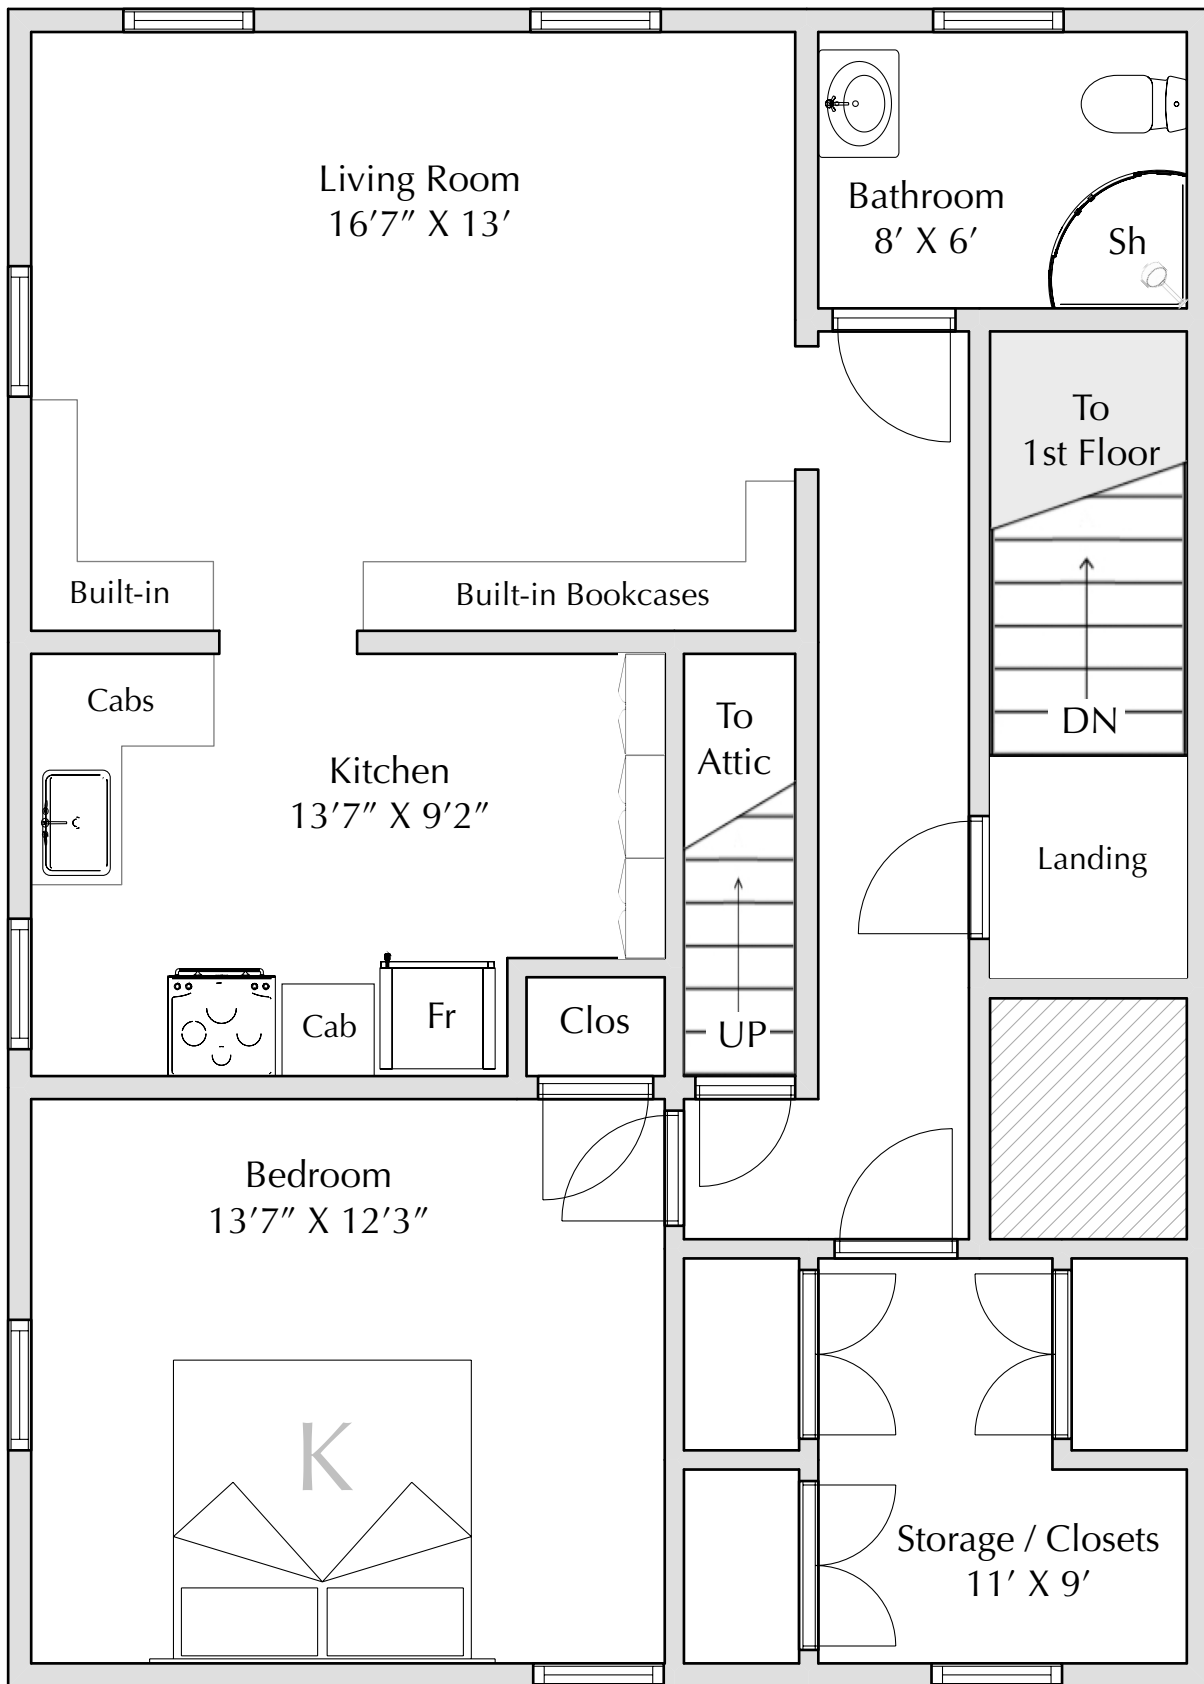 Living Room
16'7" X 13'
Bathroom
8' X 6'
Sh
To
1st Floor
DN
Built-in
Built-in Bookcases
Cabs
Kitchen
13'7" X 9'2"
To
Attic
UP
Landing
Cab
Fr
Clos
Bedroom
13'7" X 12'3"
K
Storage / Closets
11' X 9'